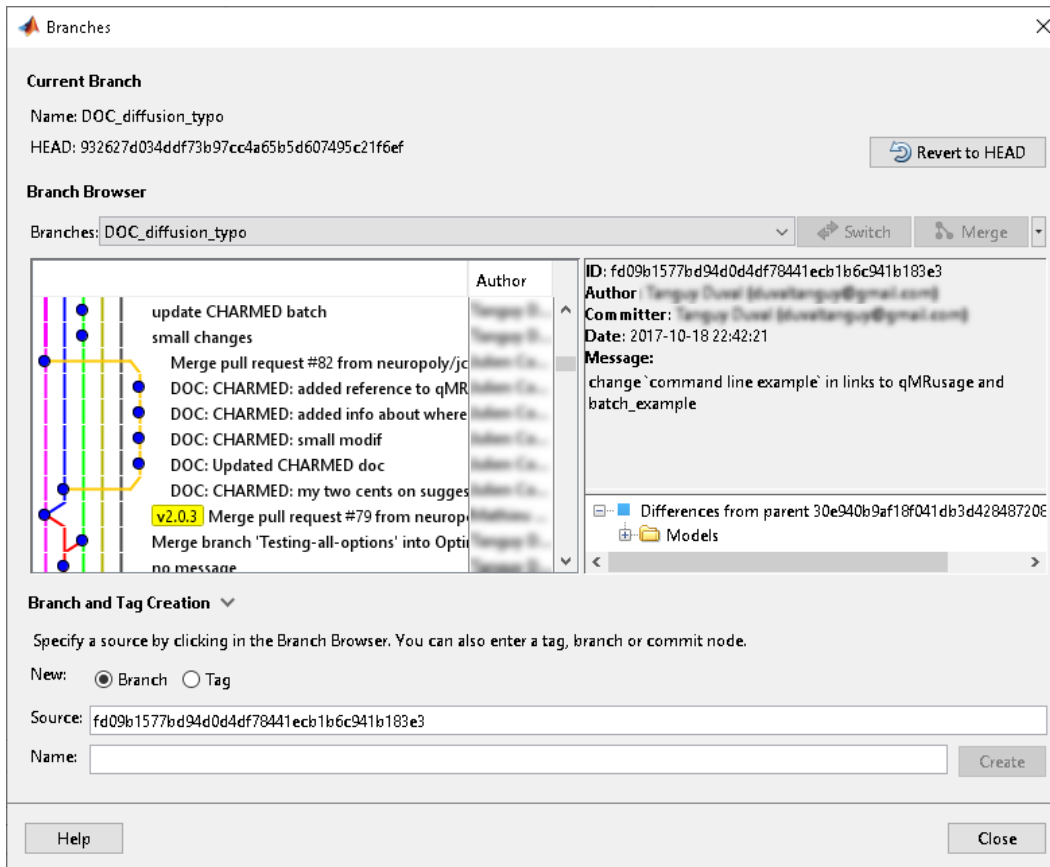 Branches
Current Branch
Name: DOC_diffusion_typo
HEAD: 932627d034ddf73b97cc4a65b5d607495c21f6ef
Revert to HEAD
Branch Browser
Branches: DOC_diffusion_typo
Switch
Merge
Author
update CHARMED batch
small changes
Merge pull request #82 from neuropoly/jc
DOC: CHARMED: added reference to qMR
DOC: CHARMED: added info about where
DOC: CHARMED: small modif
DOC: Updated CHARMED doc
DOC: CHARMED: my two cents on sugges
v2.0.3 Merge pull request #79 from neurop
Merge branch 'Testing-all-options' into Opti
no message
ID: fd09b1577bd94d0d4df78441ecb1b6c941b183e3
Author
Committer:
Date: 2017-10-18 22:42:21
Message:
change `command line example` in links to qMRusage and
batch_example
Differences from parent 30e940b9af18f041db3d428487208
Models
Branch and Tag Creation
Specify a source by clicking in the Branch Browser. You can also enter a tag, branch or commit node.
New: Branch Tag
Source: fd09b1577bd94d0d4df78441ecb1b6c941b183e3
Name:
Create
Help
Close